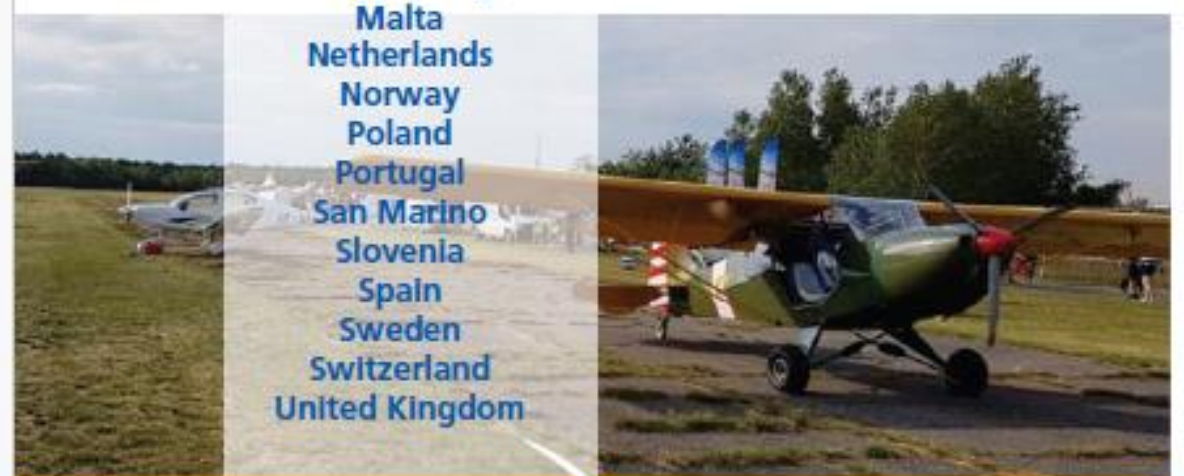 Malta
Netherlands
Norway
Poland
Portugal
San Marino
Slovenia
Spain
Sweden
Switzerland
United Kingdom